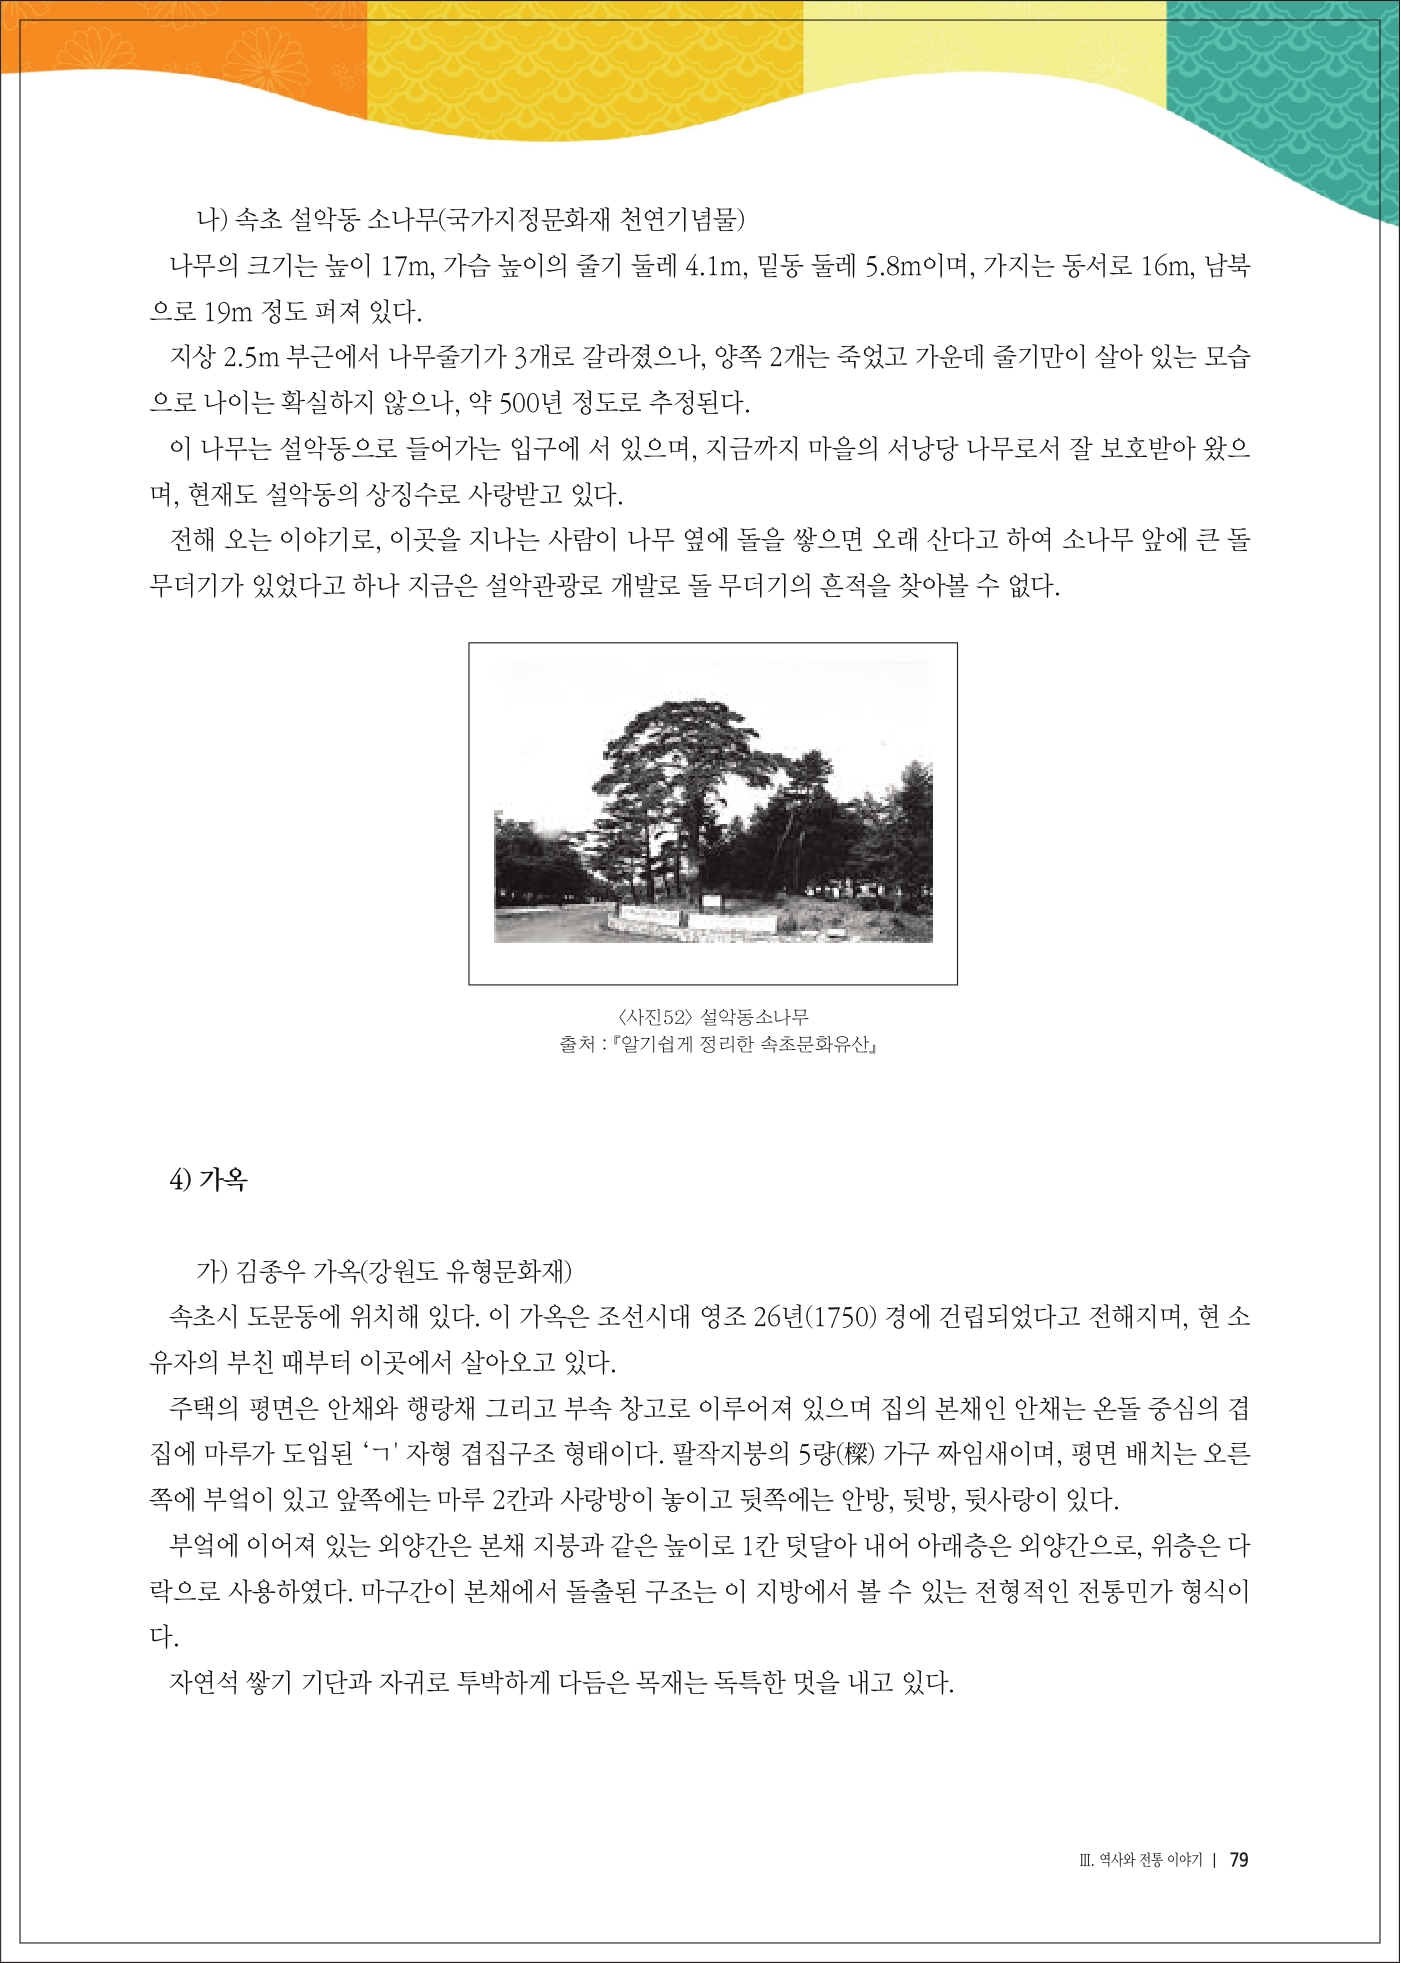 나) 속초 설악동 소나무(국가지정문화재 천연기념물)
나무의 크기는 높이 17m, 가슴 높이의 줄기 둘레 4.1m, 밑동 둘레 5.8m이며, 가지는 동서로 16m, 남북
으로 19m 정도 퍼져 있다.
지상 2.5m 부근에서 나무줄기가 3개로 갈라졌으나, 양쪽 2개는 죽었고 가운데 줄기만이 살아 있는 모습
으로 나이는 확실하지 않으나, 약 500년 정도로 추정된다.
이 나무는 설악동으로 들어가는 입구에 서 있으며, 지금까지 마을의 서낭당 나무로서 잘 보호받아 왔으
며, 현재도 설악동의 상징수로 사랑받고 있다.
전해 오는 이야기로, 이곳을 지나는 사람이 나무 옆에 돌을 쌓으면 오래 산다고 하여 소나무 앞에 큰 돌
무더기가 있었다고 하나 지금은 설악관광로 개발로 돌 무더기의 흔적을 찾아볼 수 없다.
〈사진52〉 설악동소나무
출처 : 『알기쉽게 정리한 속초문화유산』
4) 가옥
가) 김종우 가옥(강원도 유형문화재)
속초시 도문동에 위치해 있다. 이 가옥은 조선시대 영조 26년(1750) 경에 건립되었다고 전해지며, 현 소
유자의 부친 때부터 이곳에서 살아오고 있다.
주택의 평면은 안채와 행랑채 그리고 부속 창고로 이루어져 있으며 집의 본채인 안채는 온돌 중심의 겹
집에 마루가 도입된 ‘ㄱ' 자형 겹집구조 형태이다. 팔작지붕의 5량(樑) 가구 짜임새이며, 평면 배치는 오른
쪽에 부엌이 있고 앞쪽에는 마루 2칸과 사랑방이 놓이고 뒷쪽에는 안방, 뒷방, 뒷사랑이 있다.
부엌에 이어져 있는 외양간은 본채 지붕과 같은 높이로 1칸 덧달아 내어 아래층은 외양간으로, 위층은 다
락으로 사용하였다. 마구간이 본채에서 돌출된 구조는 이 지방에서 볼 수 있는 전형적인 전통민가 형식이
다.
자연석 쌓기 기단과 자귀로 투박하게 다듬은 목재는 독특한 멋을 내고 있다.
Ⅲ. 역사와 전통 이야기 | 79